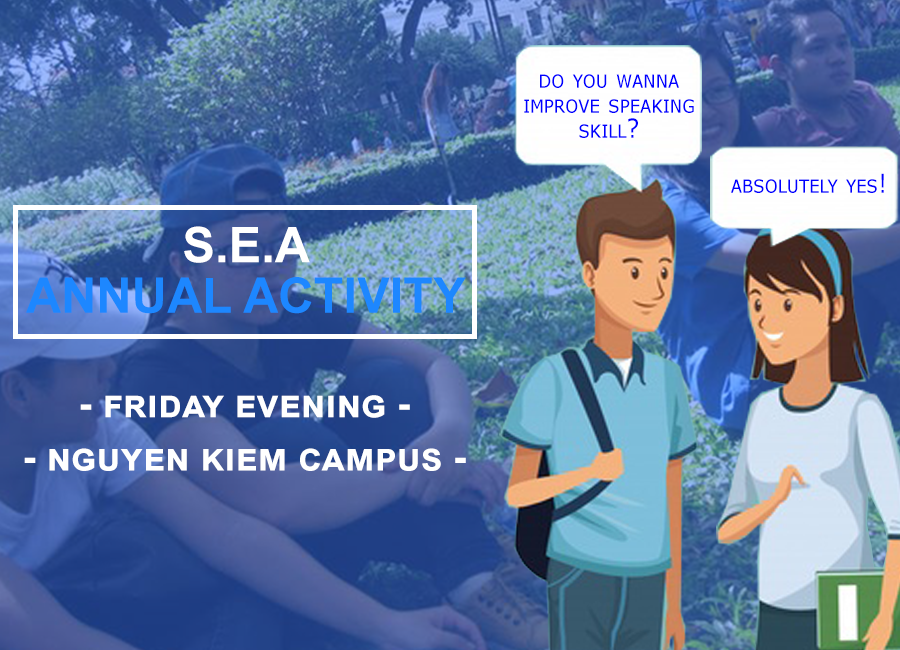 DO YOU WANNA
IMPROVE SPEAKING
SKILL?
ABSOLUTELY YES!
S.E.A
ANNUAL ACTIVITY
- FRIDAY EVENING -
- NGUYEN KIEM CAMPUS -